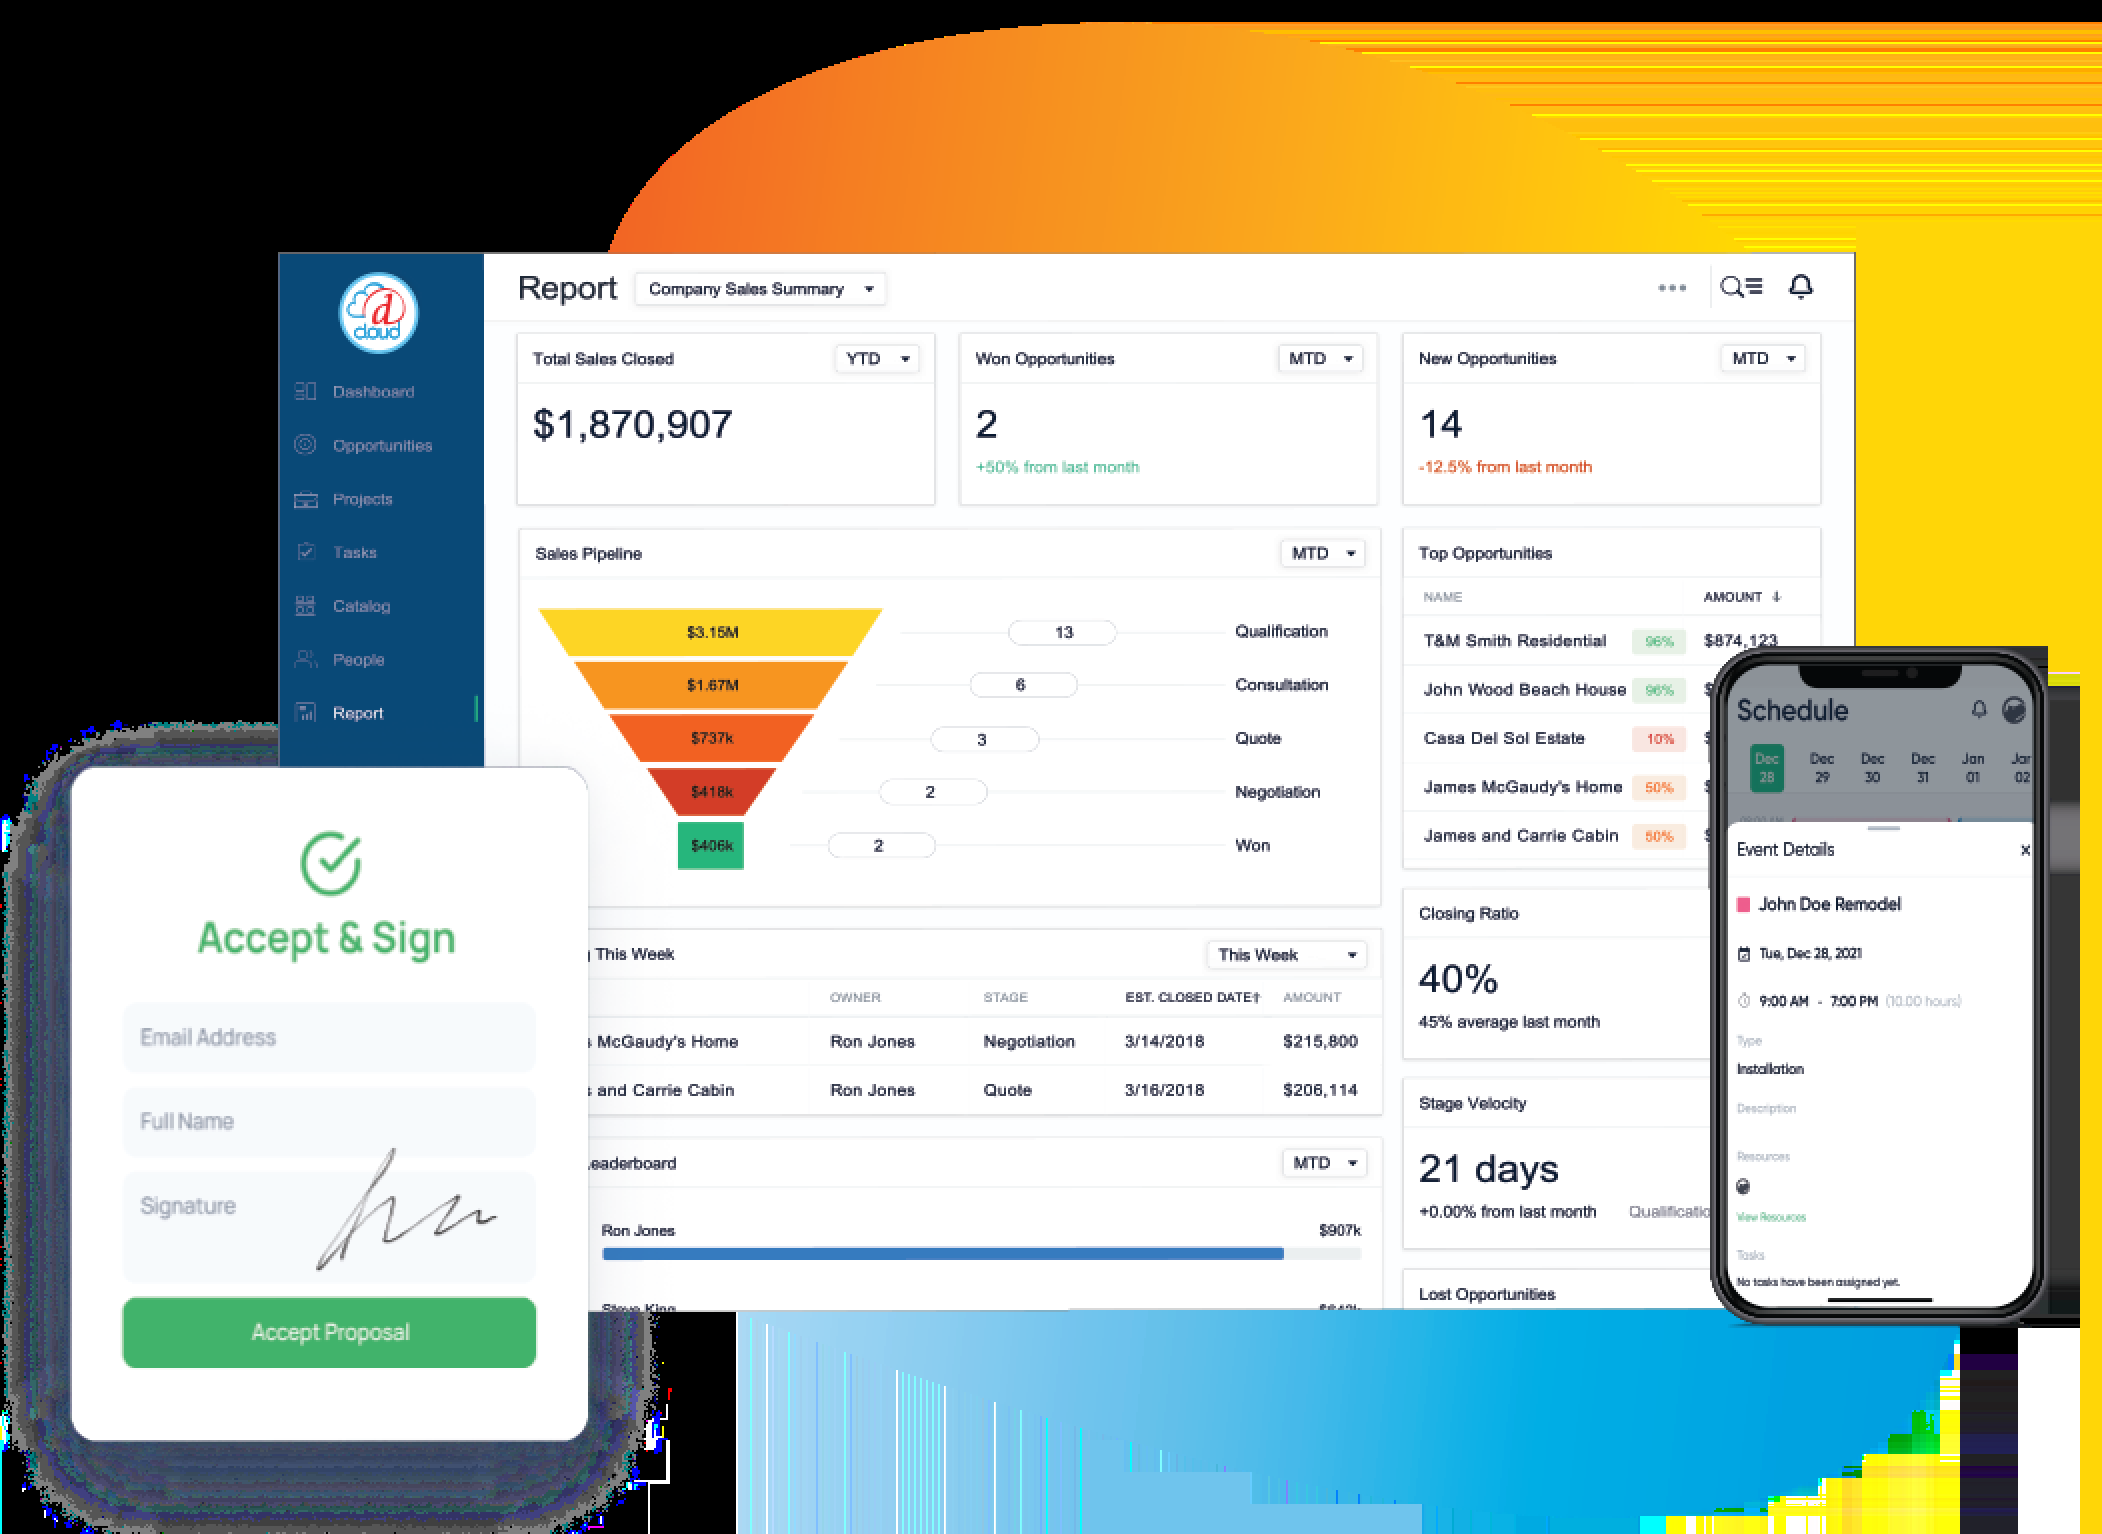 d
cloud
Dashboard
Opportunities
Projects
Tasks
Catalog
People
Report
Report Company Sales Summary
Total Sales Closed YTD
$1,870,907
Won Opportunities MTD
2
+50% from last month
New Opportunities MTD
14
-12.5% from last month
Sales Pipeline MTD
$3.15M 13 Qualification
$1.67M 6 Consultation
$737k 3 Quote
$418k 2 Negotiation
$406k 2 Won
Top Opportunities
NAME AMOUNT
T&M Smith Residential 96% $874,123
John Wood Beach House 96% $
Casa Del Sol Estate 10% $
James McGaudy's Home 50% $
James and Carrie Cabin 50% $
This Week This Week
OWNER STAGE EST. CLOSED DATE↑ AMOUNT
s McGaudy's Home Ron Jones Negotiation 3/14/2018 $215,800
s and Carrie Cabin Ron Jones Quote 3/16/2018 $206,114
eaderboard MTD
Ron Jones $907k
Steve King
Closing Ratio
40%
45% average last month
Stage Velocity
21 days
+0.00% from last month Qualificatio
Lost Opportunities
Accept & Sign
Email Address
Full Name
Signature
Accept Proposal
Schedule
Dec Dec Dec Dec Jan Jan
28 29 30 31 01 02
Event Details x
John Doe Remodel
Tue, Dec 28, 2021
9:00 AM - 7:00 PM (10.00 hours)
Type
Installation
Description
Resources
View Resources
Tasks
No tasks have been assigned yet.